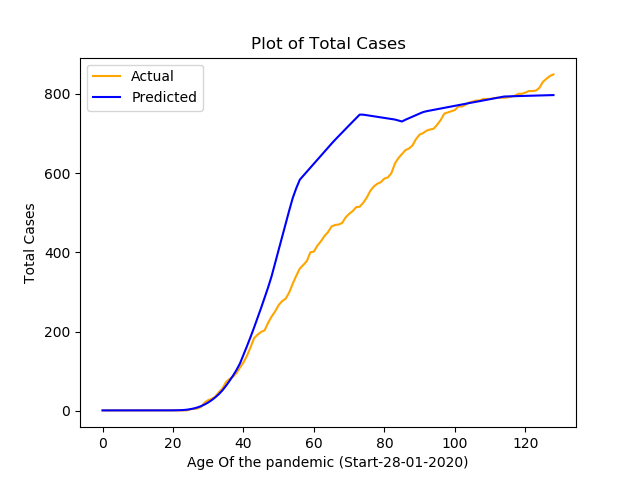 Plot of Total Cases
Actual
Predicted
800
600
400
200
0
Total Cases
0 20 40 60 80 100 120
Age Of the pandemic (Start-28-01-2020)